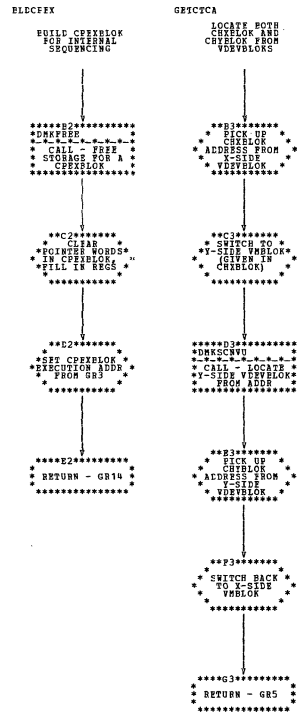 BLDCPEX
BUILD CPEXBLOK
FOR INTERNAL
SEQUENCING
****B2*********
*DMKFREE *
*-*-*-*-*-*-*-*-*
* CALL - FREE *
* STORAGE FOR A *
* CPEXBLOK *
***************
**C2*******
* CLEAR *
*POINTER WORDS*
* IN CPEXBLOK, *
*FILL IN REGS *
* *
***********
**D2*******
* *
*SET CPEXBLOK *
*EXECUTION ADDR *
* FROM GR3 *
* *
***********
****E2*********
* *
* RETURN - GR14 *
* *
***************
GETCTCA
LOCATE BOTH
CHXBLOK AND
CHYBLOK FROM
VDEVBLOKS
**B3*******
* PICK UP *
* CHXBLOK *
* ADDRESS FROM *
* X-SIDE *
* VDEVBLOK *
***********
**C3*******
* *
* SWITCH TO *
*Y-SIDE VMBLOK *
* (GIVEN IN *
* CHXBLOK) *
***********
****D3*********
*DMKSCNVU *
*-*-*-*-*-*-*-*-*
* CALL - LOCATE *
*Y-SIDE VDEVBLOK*
* FROM ADDR *
***************
**E3*******
* PICK UP *
* CHYBLOK *
* ADDRESS FROM *
* Y-SIDE *
* VDEVBLOK *
***********
**F3*******
* *
* SWITCH BACK *
* TO X-SIDE *
* VMBLOK *
* *
***********
****G3*********
* *
* RETURN - GR5 *
* *
***************